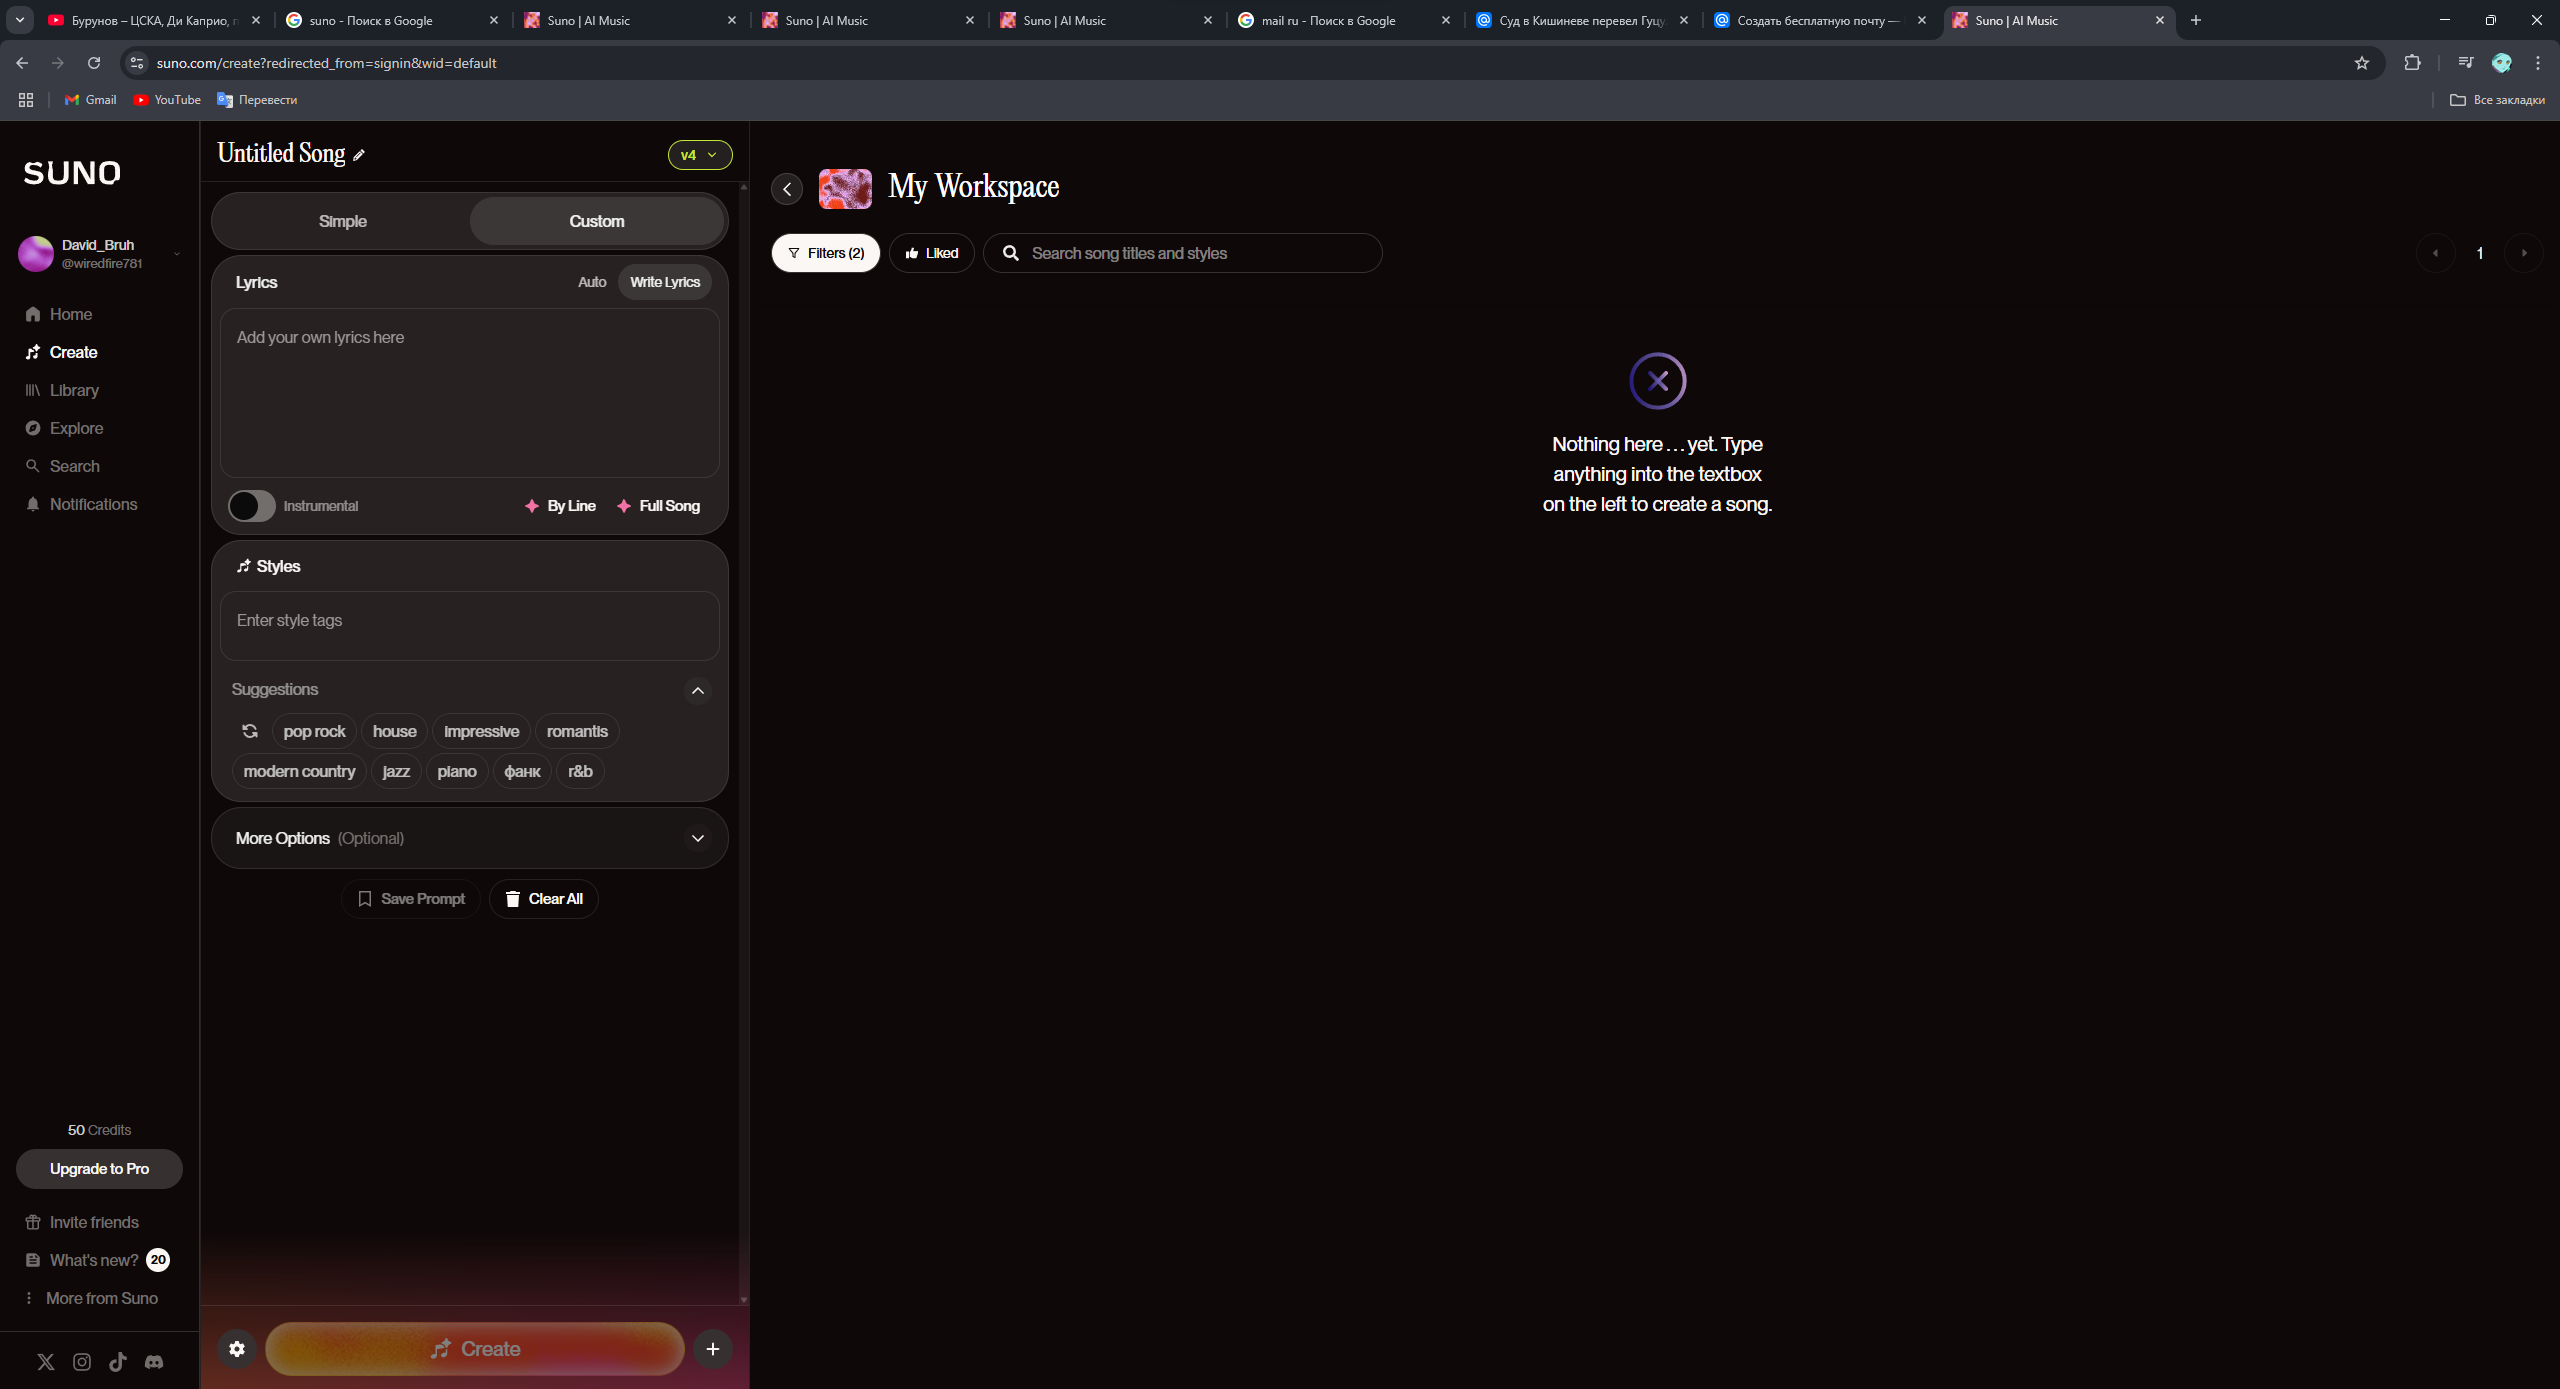 Бурунов – ЦСКА, Ди Каприо,
suno - Поиск в Google
Suno | AI Music
Suno | AI Music
Suno | AI Music
mail ru - Поиск в Google
Суд в Кишиневе перевел Гуцу
Создать бесплатную почту —
Suno | AI Music
suno.com/create?redirected_from=signin&wid=default
Gmail
YouTube
Перевести
Все закладки
SUNO
David_Bruh
@wiredfire781
Home
Create
Library
Explore
Search
Notifications
50 Credits
Upgrade to Pro
Invite friends
What's new? 20
More from Suno
Untitled Song
v4
Simple
Custom
Lyrics
Auto
Write Lyrics
Add your own lyrics here
Instrumental
By Line
Full Song
Styles
Enter style tags
Suggestions
pop rock
house
impressive
romantis
modern country
jazz
piano
фанк
r&b
More Options (Optional)
Save Prompt
Clear All
Create
My Workspace
Filters (2)
Liked
Search song titles and styles
1
Nothing here... yet. Type
anything into the textbox
on the left to create a song.